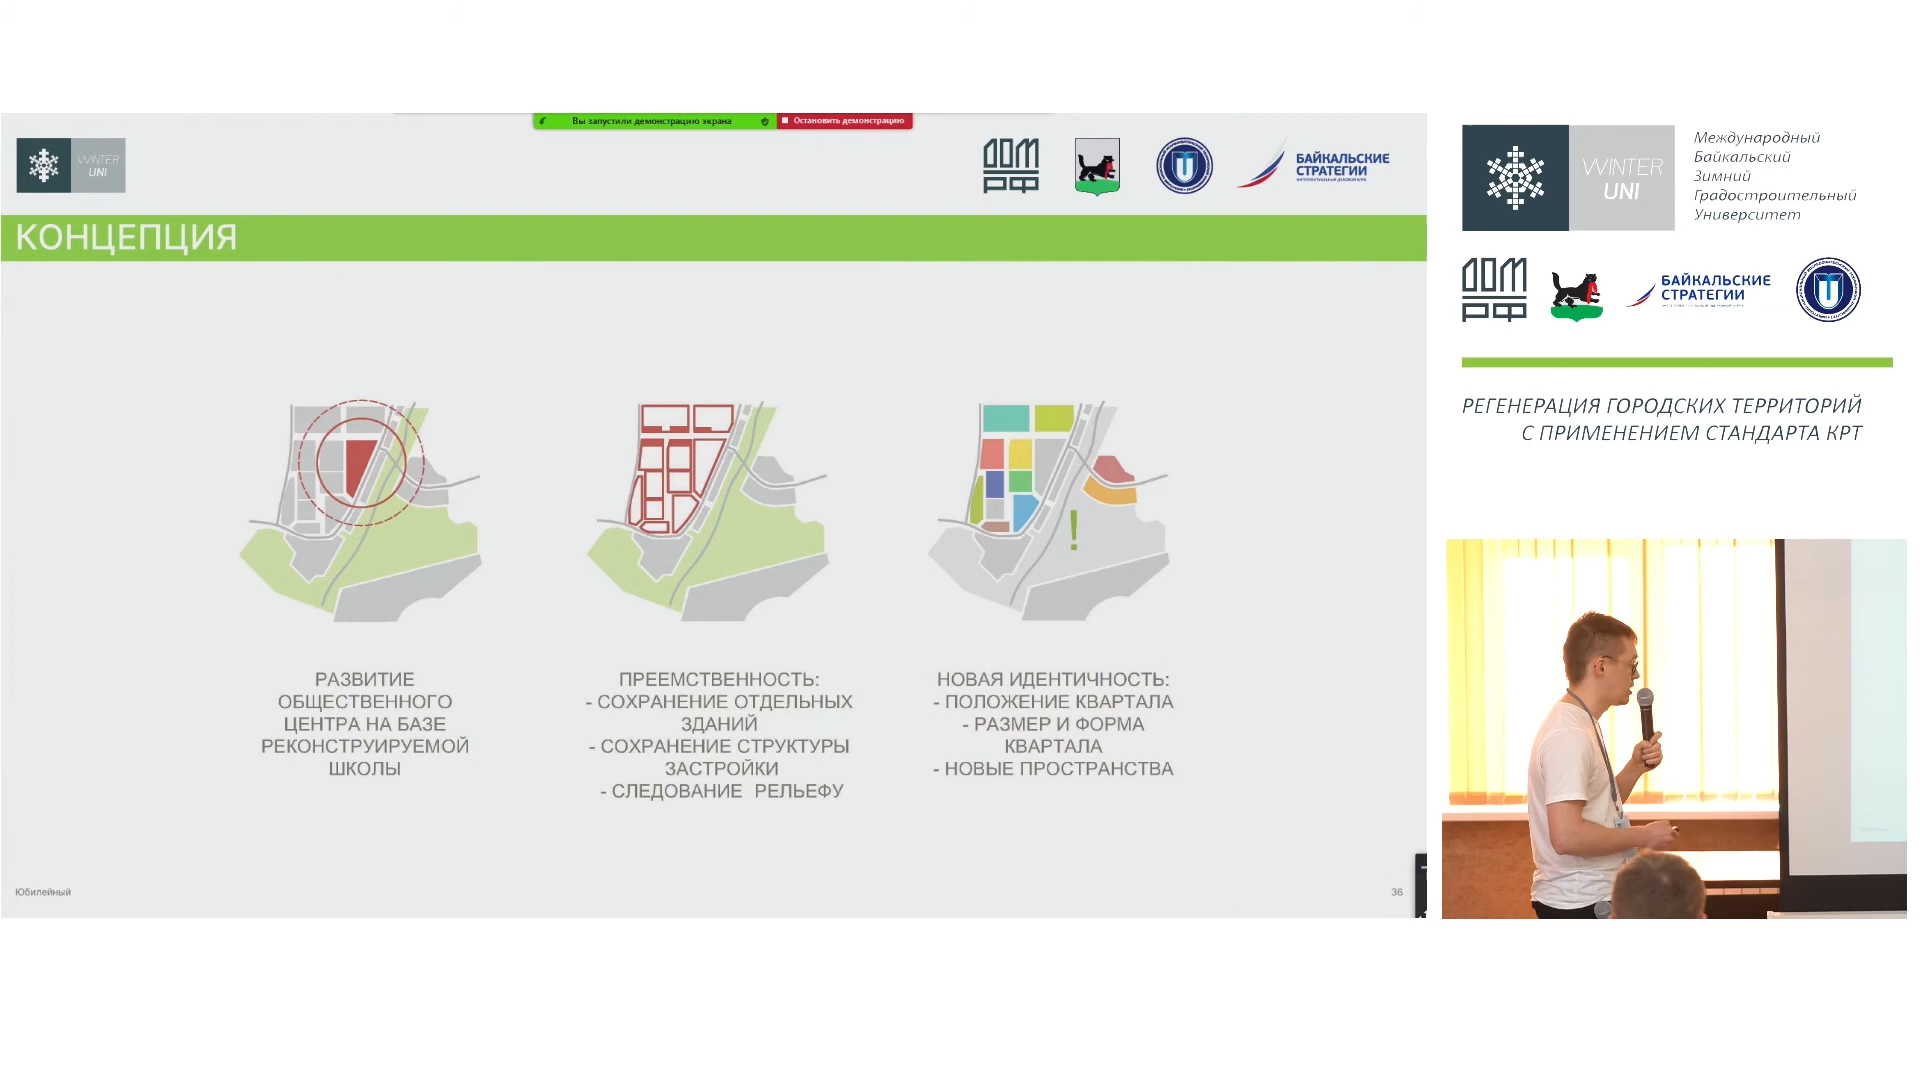 Вы запустили демонстрацию экрана
Остановить демонстрацию
WINTER
UNI
ДОМ
РФ
БАЙКАЛЬСКИЕ
СТРАТЕГИИ
КОНЦЕПЦИЯ
РАЗВИТИЕ
ОБЩЕСТВЕННОГО
ЦЕНТРА НА БАЗЕ
РЕКОНСТРУИРУЕМОЙ
ШКОЛЫ
ПРЕЕМСТВЕННОСТЬ:
- СОХРАНЕНИЕ ОТДЕЛЬНЫХ
ЗДАНИЙ
- СОХРАНЕНИЕ СТРУКТУРЫ
ЗАСТРОЙКИ
- СЛЕДОВАНИЕ РЕЛЬЕФУ
!
НОВАЯ ИДЕНТИЧНОСТЬ:
- ПОЛОЖЕНИЕ КВАРТАЛА
- РАЗМЕР И ФОРМА
КВАРТАЛА
- НОВЫЕ ПРОСТРАНСТВА
Юбилейный
36
WINTER
UNI
Международный
Байкальский
Зимний
Градостроительный
Университет
ДОМ
РФ
БАЙКАЛЬСКИЕ
СТРАТЕГИИ
РЕГЕНЕРАЦИЯ ГОРОДСКИХ ТЕРРИТОРИЙ
С ПРИМЕНЕНИЕМ СТАНДАРТА КРТ